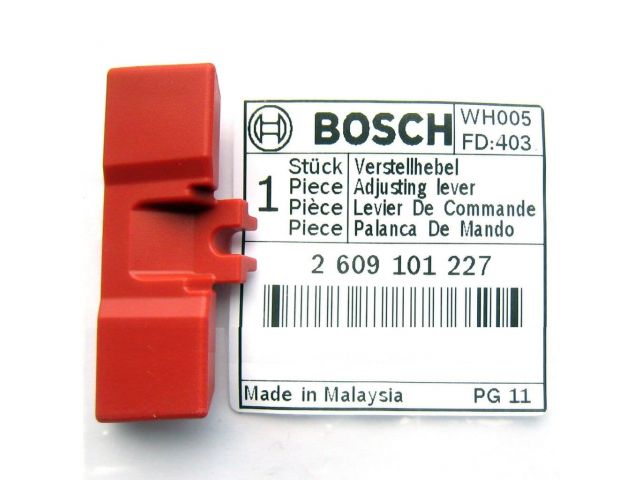 BOSCH
WH005
FD:403
1
Stück Verstellhebel
Piece Adjusting lever
Pièce Levier De Commande
Piece Palanca De Mando
2 609 101 227
Made in Malaysia PG 11